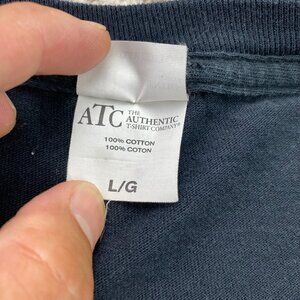 ATC THE
AUTHENTIC
T-SHIRT COMPANY®
100% COTTON
100% COTON
L/G